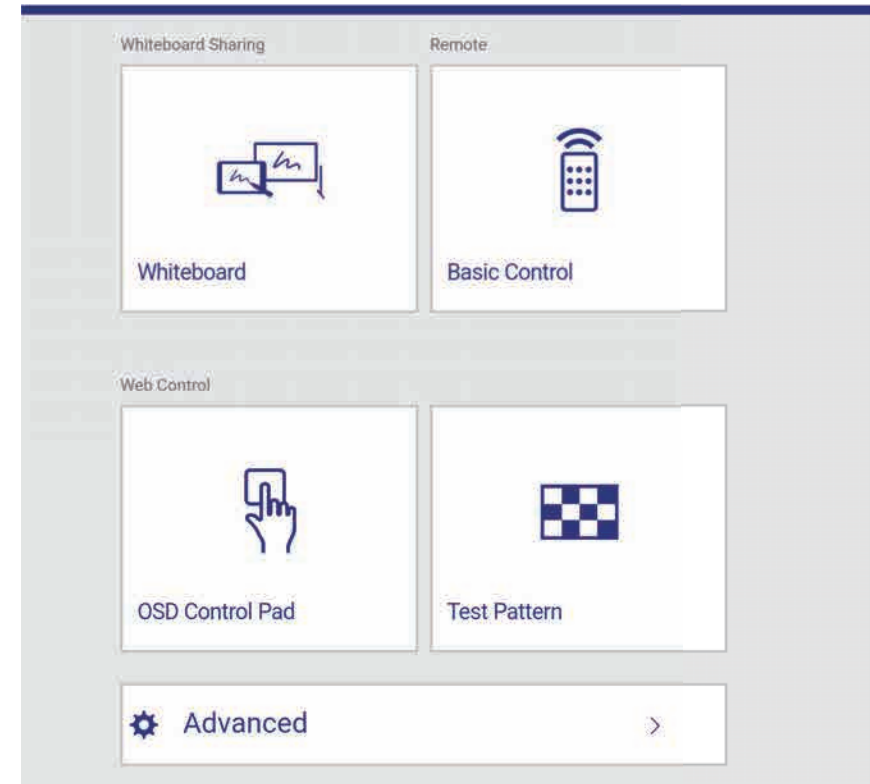 Whiteboard Sharing
Remote
Whiteboard
Basic Control
Web Control
OSD Control Pad
Test Pattern
Advanced